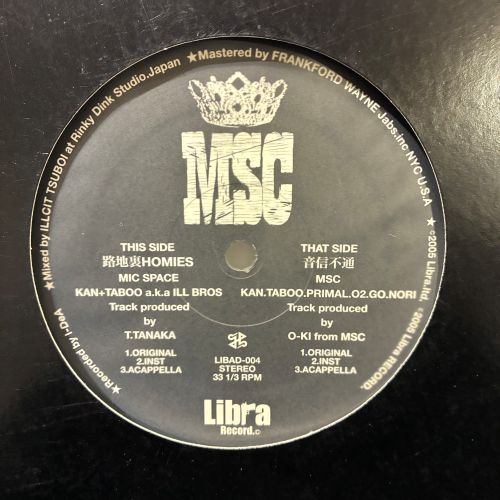 ★Recorded by I-DeA ★Mixed by ILLCIT TSUBOI at Rinky Dink Studio.Japan ★Mastered by FRANKFORD WAYNE Jabs.inc NYC U.S.A ★©2005 Libra.ltd. ℗2005 Libra RECORD.
MSC
THIS SIDE
路地裏HOMIES
MIC SPACE
KAN+TABOO a.k.a ILL BROS
Track produced
by
T.TANAKA
1.ORIGINAL
2.INST
3.ACAPPELLA
THAT SIDE
音信不通
MSC
KAN.TABOO.PRIMAL.O2.GO.NORI
Track produced
by
O-KI from MSC
1.ORIGINAL
2.INST
3.ACAPPELLA
LIBAD-004
STEREO
33 1/3 RPM
Libra
Record.©